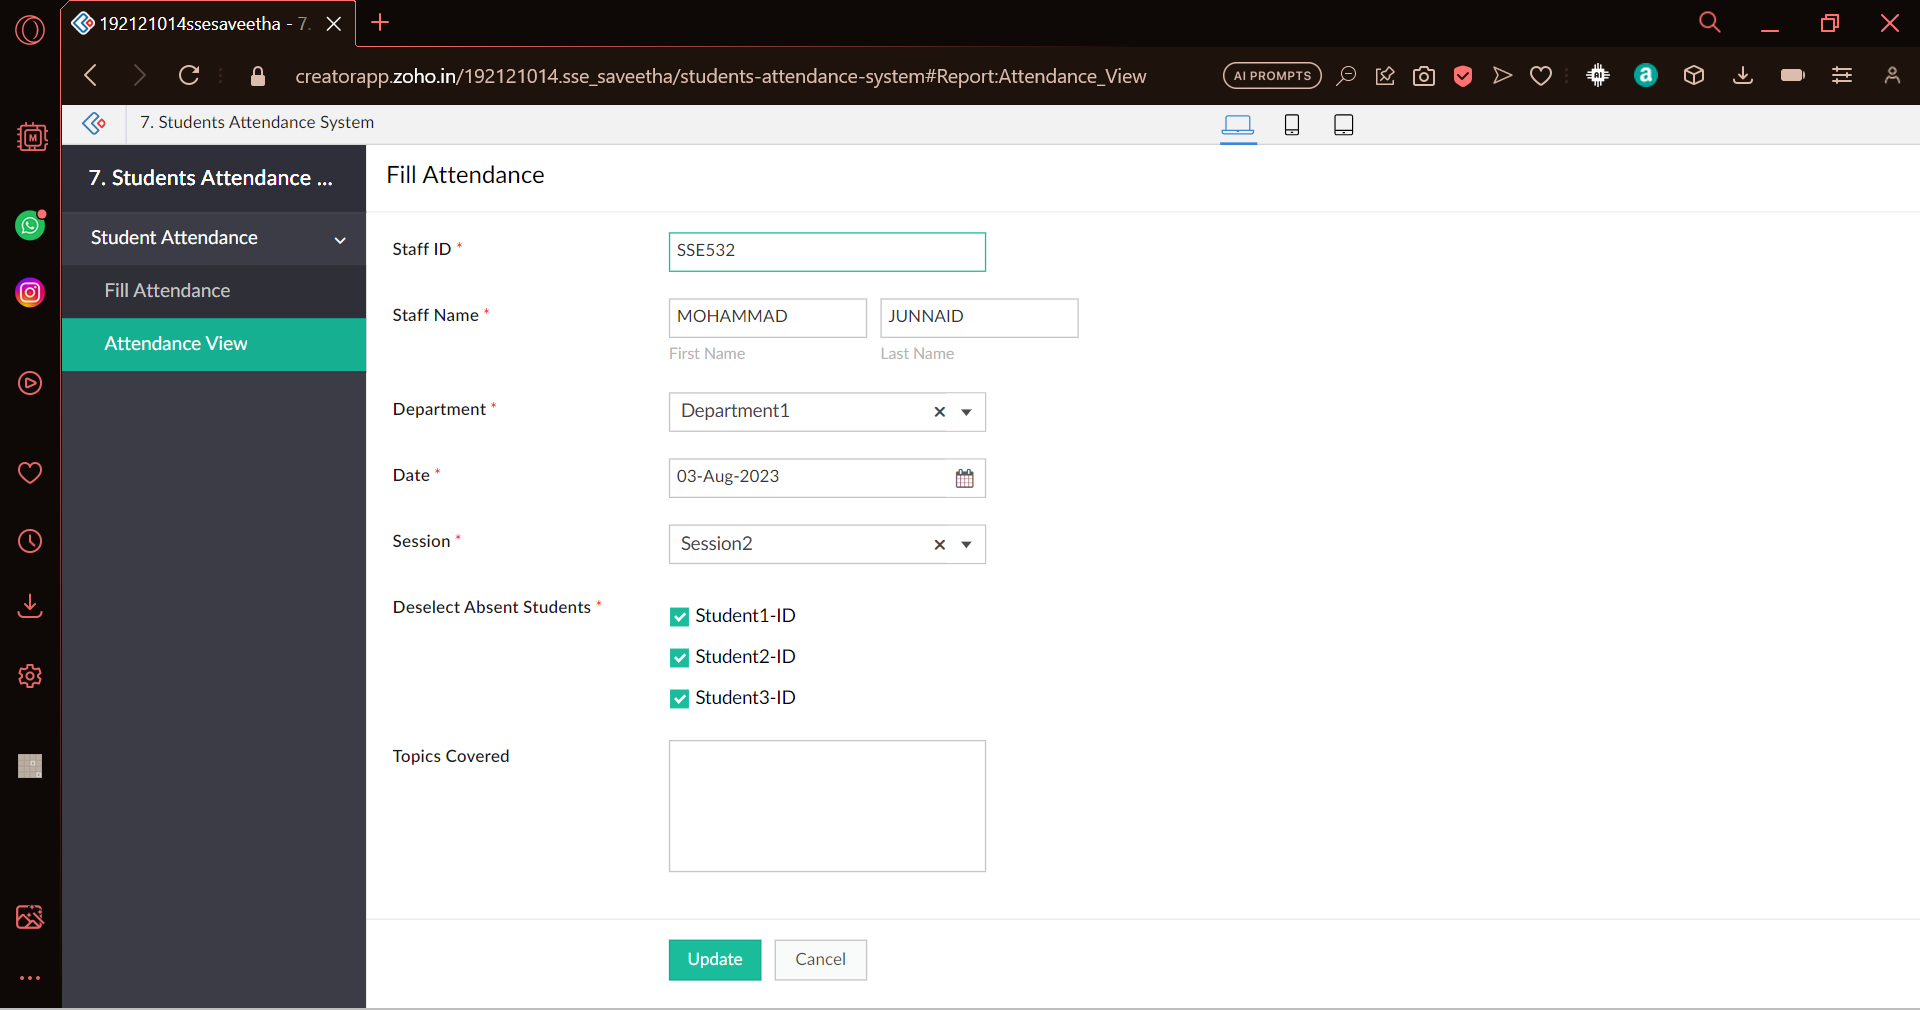 192121014ssesaveetha - 7.
creatorapp.zoho.in/192121014.sse_saveetha/students-attendance-system#Report:Attendance_View
AI PROMPTS
7. Students Attendance System
7. Students Attendance ...
Student Attendance
Fill Attendance
Attendance View
Fill Attendance
Staff ID *
SSE532
Staff Name *
MOHAMMAD JUNNAID
First Name Last Name
Department *
Department1
Date *
03-Aug-2023
Session *
Session2
Deselect Absent Students *
Student1-ID
Student2-ID
Student3-ID
Topics Covered
Update Cancel